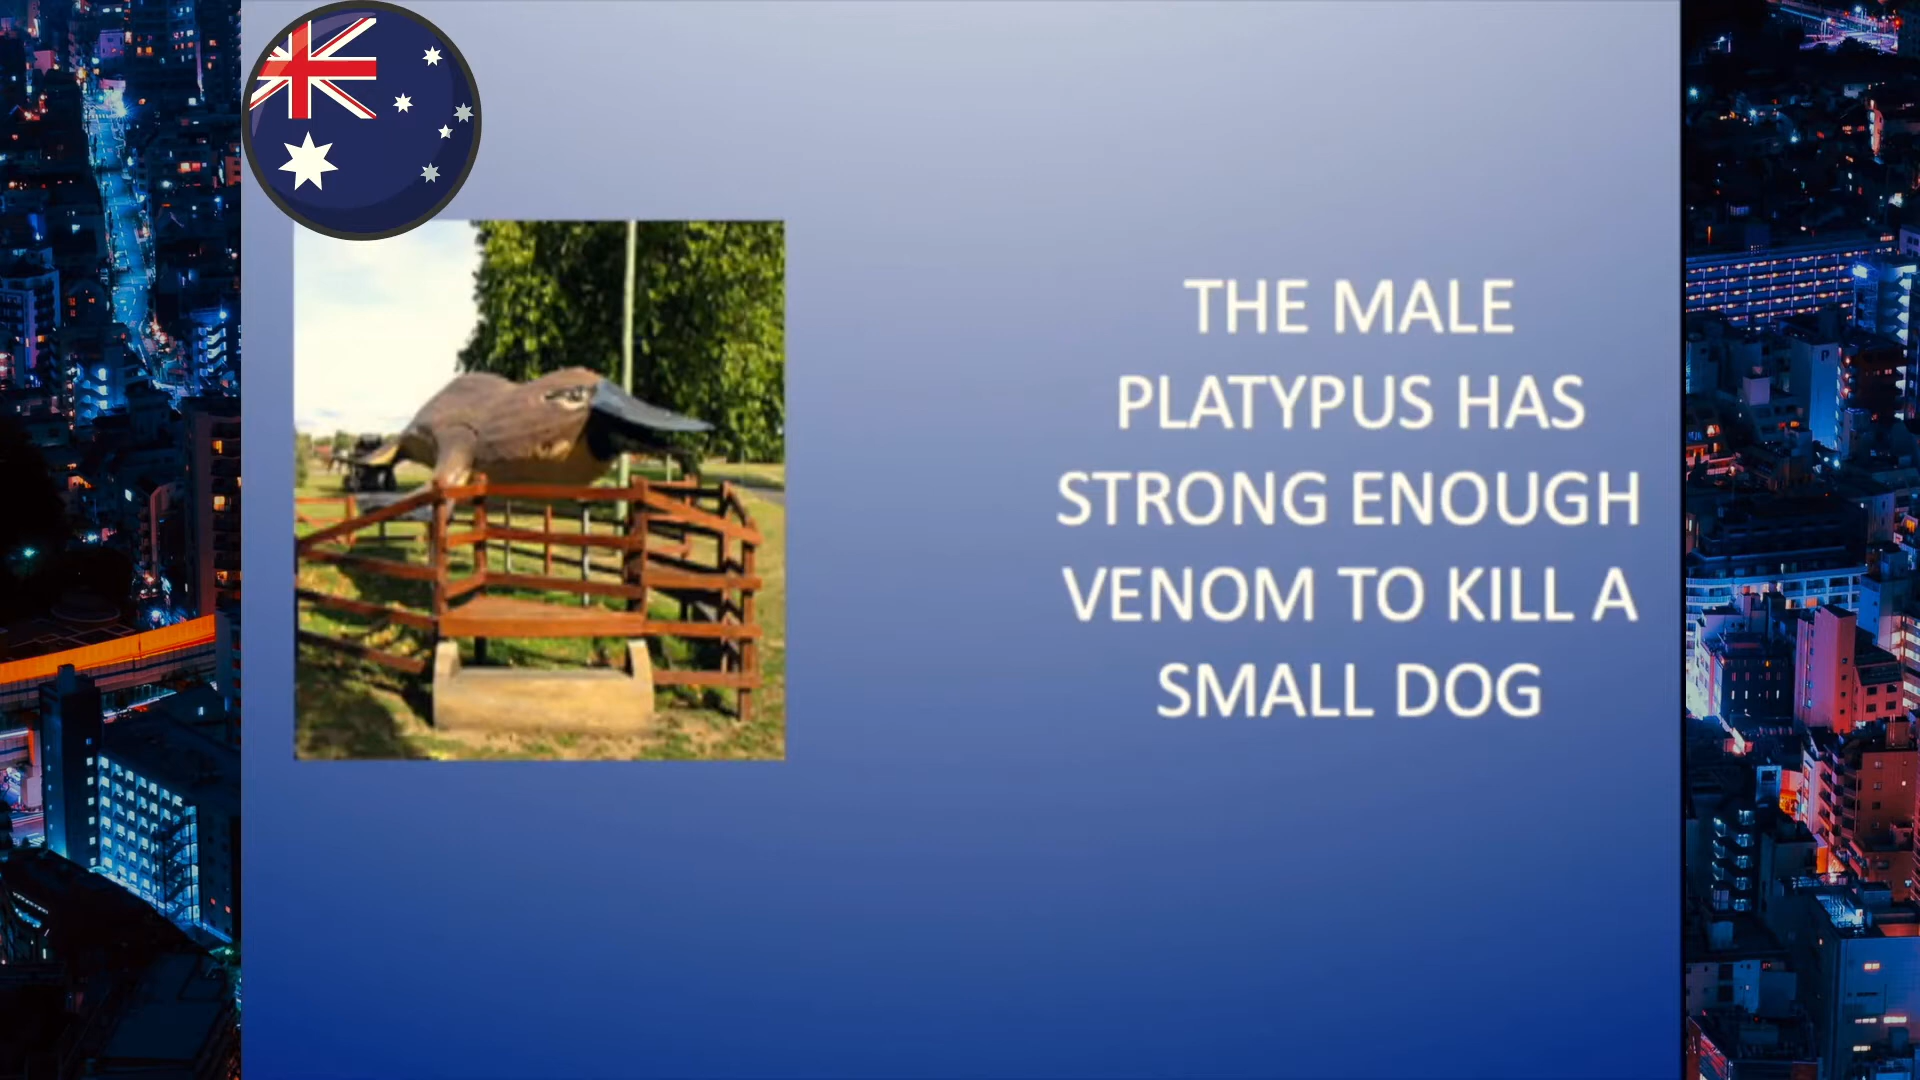 THE MALE
PLATYPUS HAS
STRONG ENOUGH
VENOM TO KILL A
SMALL DOG